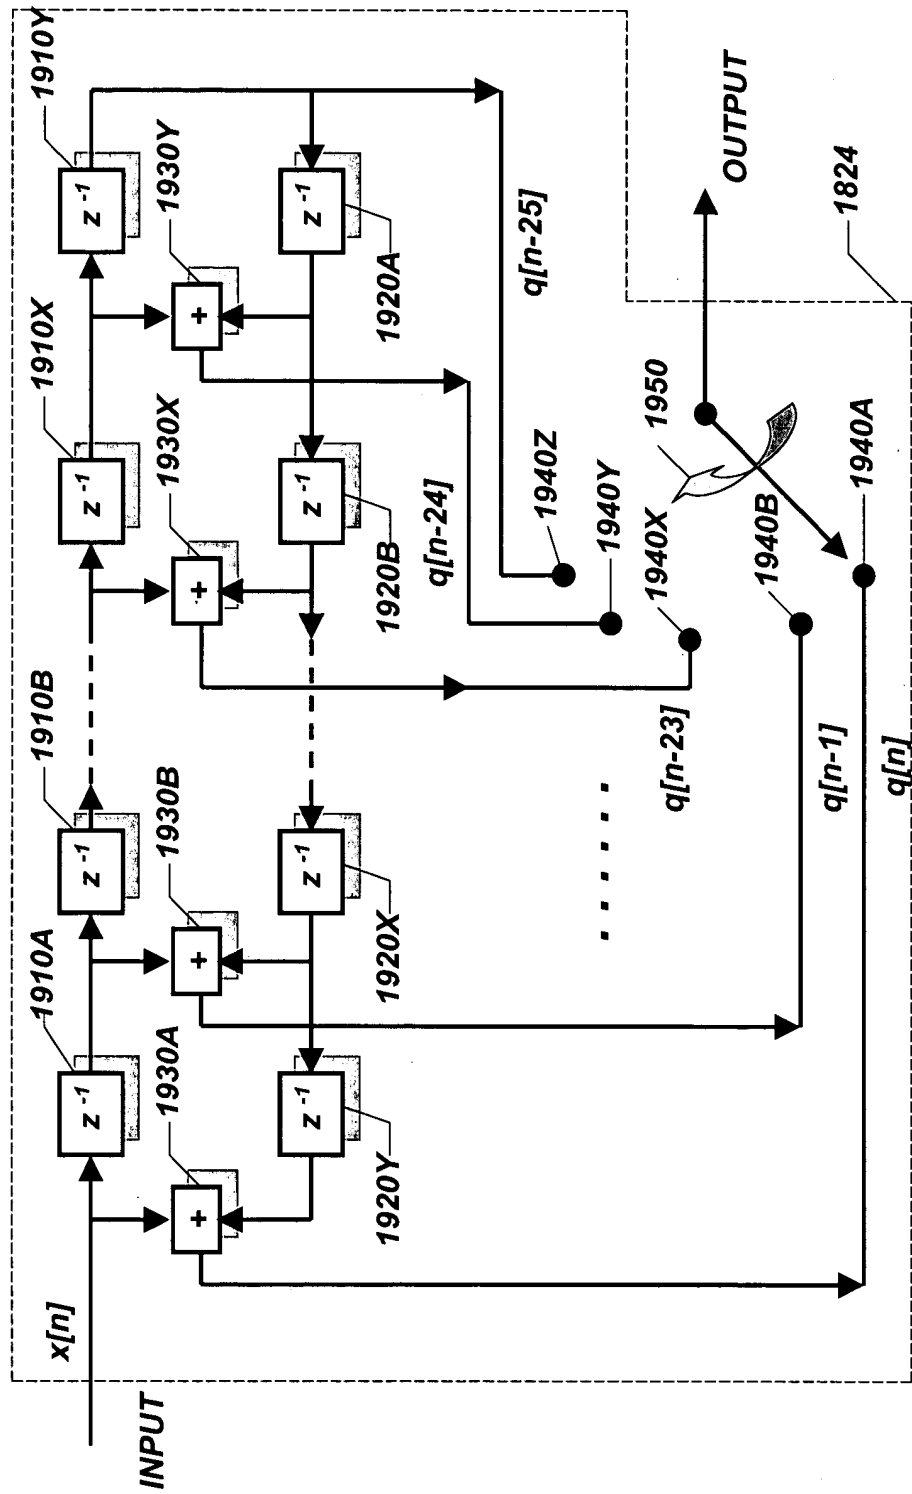 INPUT
x[n]
1910A
1910B
1910X
1910Y
z⁻¹
z⁻¹
z⁻¹
z⁻¹
1930A
1930B
1930X
1930Y
+
+
+
+
z⁻¹
z⁻¹
z⁻¹
z⁻¹
1920Y
1920X
1920B
1920A
q[n-24]
q[n-25]
1940Z
1940Y
1940X
1950
OUTPUT
q[n-23]
1940B
1940A
q[n-1]
q[n]
1824